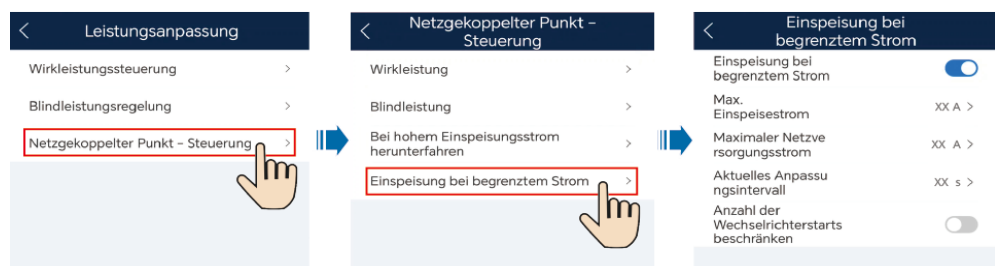 Leistungsanpassung
Wirkleistungssteuerung
Blindleistungsregelung
Netzgekoppelter Punkt – Steuerung
Netzgekoppelter Punkt –
Steuerung
Wirkleistung
Blindleistung
Bei hohem Einspeisungsstrom
herunterfahren
Einspeisung bei begrenztem Strom
Einspeisung bei
begrenztem Strom
Einspeisung bei
begrenztem Strom
Max.
Einspeisestrom
XX A
Maximaler Netzve
rsorgungsstrom
XX A
Aktuelles Anpassu
ngsintervall
XX s
Anzahl der
Wechselrichterstarts
beschränken